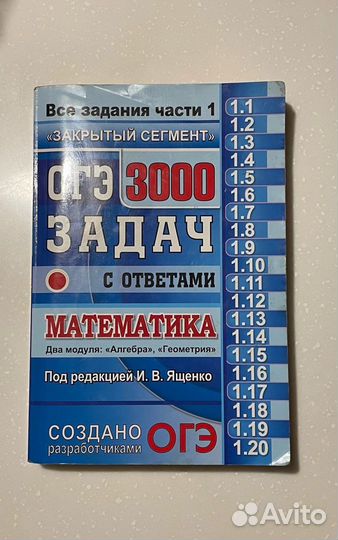 Все задания части 1
«ЗАКРЫТЫЙ СЕГМЕНТ»
ОГЭ 3000
ЗАДАЧ
С ОТВЕТАМИ
МАТЕМАТИКА
Два модуля: «Алгебра», «Геометрия»
Под редакцией И. В. Ященко
СОЗДАНО
разработчиками ОГЭ
1.1
1.2
1.3
1.4
1.5
1.6
1.7
1.8
1.9
1.10
1.11
1.12
1.13
1.14
1.15
1.16
1.17
1.18
1.19
1.20
Avito